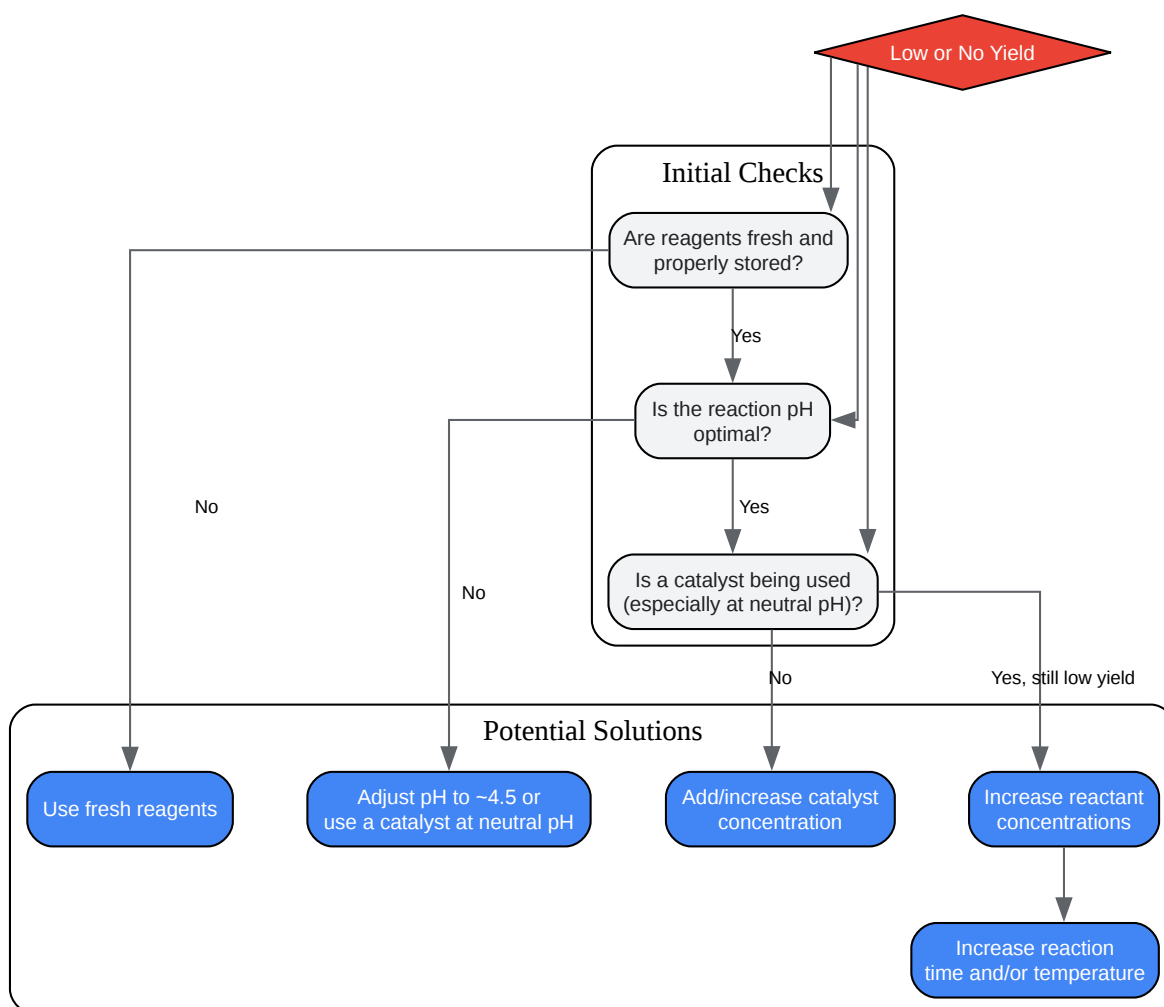 Low or No Yield
Initial Checks
Are reagents fresh and
properly stored?
Yes
Is the reaction pH
optimal?
No
Yes
Is a catalyst being used
(especially at neutral pH)?
No
No
Yes, still low yield
Potential Solutions
Use fresh reagents
Adjust pH to ~4.5 or
use a catalyst at neutral pH
Add/increase catalyst
concentration
Increase reactant
concentrations
Increase reaction
time and/or temperature